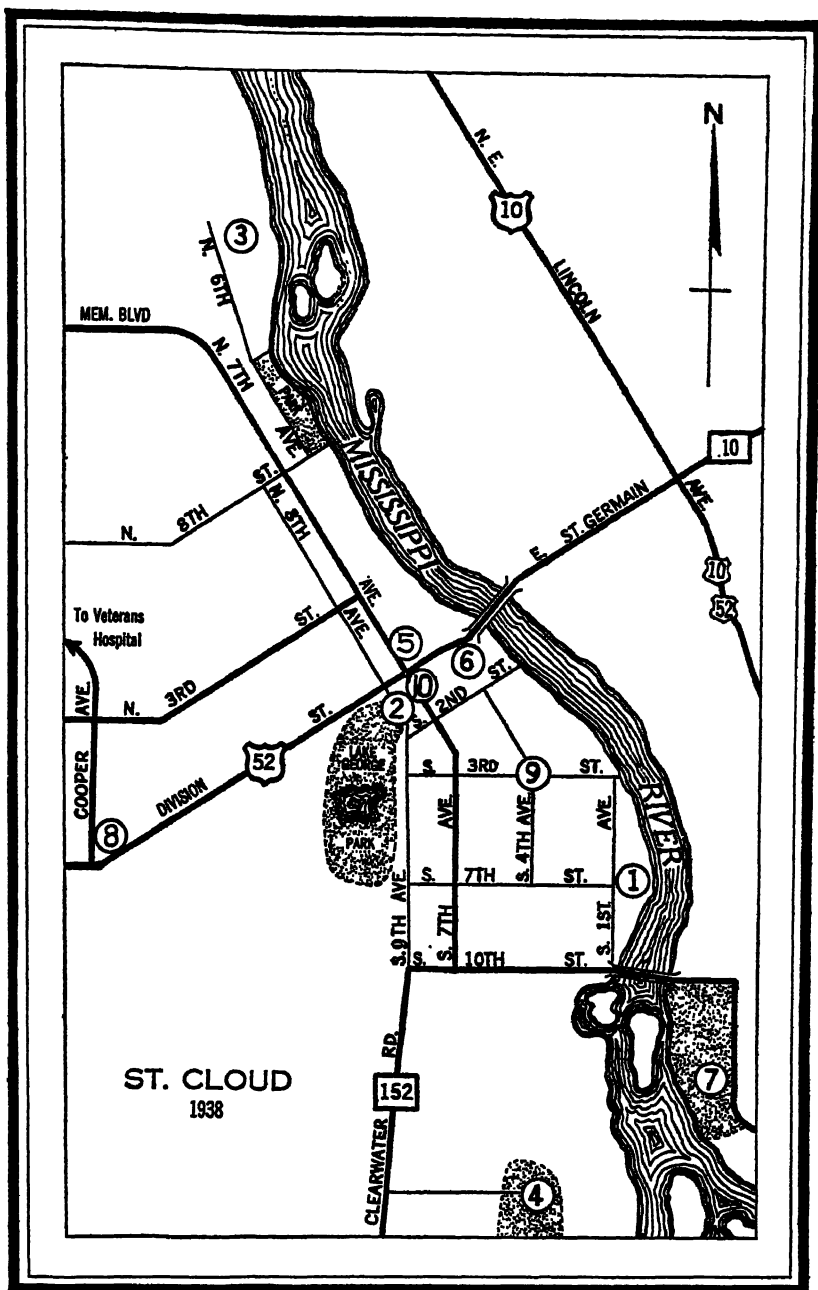 N
N. E.
10
LINCOLN
AVE.
3
N. 6TH
MEM. BLVD
N. 7TH
AVE.
PARK
N. 8TH ST.
N. 8TH
AVE.
AVE.
MISSISSIPPI
RIVER
E. ST. GERMAIN
10
10
52
To Veterans
Hospital
N. 3RD ST.
5
6
10
2
S. 2ND ST.
COOPER AVE.
52
DIVISION ST.
8
LAKE
GEORGE
PARK
S. 3RD ST.
9
S. 4TH AVE.
S. 7TH AVE.
S. 1ST. AVE.
S. 7TH ST.
1
S. 9TH AVE.
S. 10TH ST.
7
CLEARWATER RD.
152
4
ST. CLOUD
1938